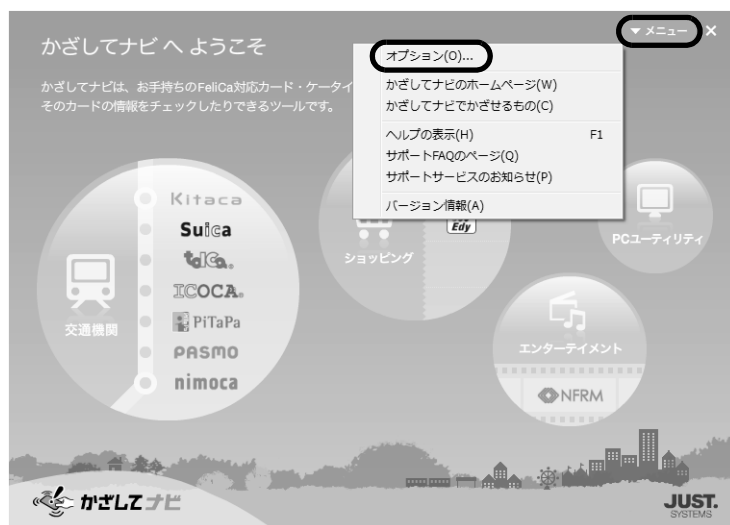 かざしてナビ へ ようこそ
▼ メニュー ×
かざしてナビは、お手持ちのFeliCa対応カード・ケータイ
そのカードの情報をチェックしたりできるツールです。
オプション(O)...
かざしてナビのホームページ(W)
かざしてナビでかざせるもの(C)
ヘルプの表示(H) F1
サポートFAQのページ(Q)
サポートサービスのお知らせ(P)
バージョン情報(A)
交通機関
Kitaca
Suica
toIca.
ICOCA.
PiTaPa
PASMO
nimoca
ショッピング
Edy
PCユーティリティ
エンターテイメント
NFRM
かざしてナビ
JUST.
SYSTEMS